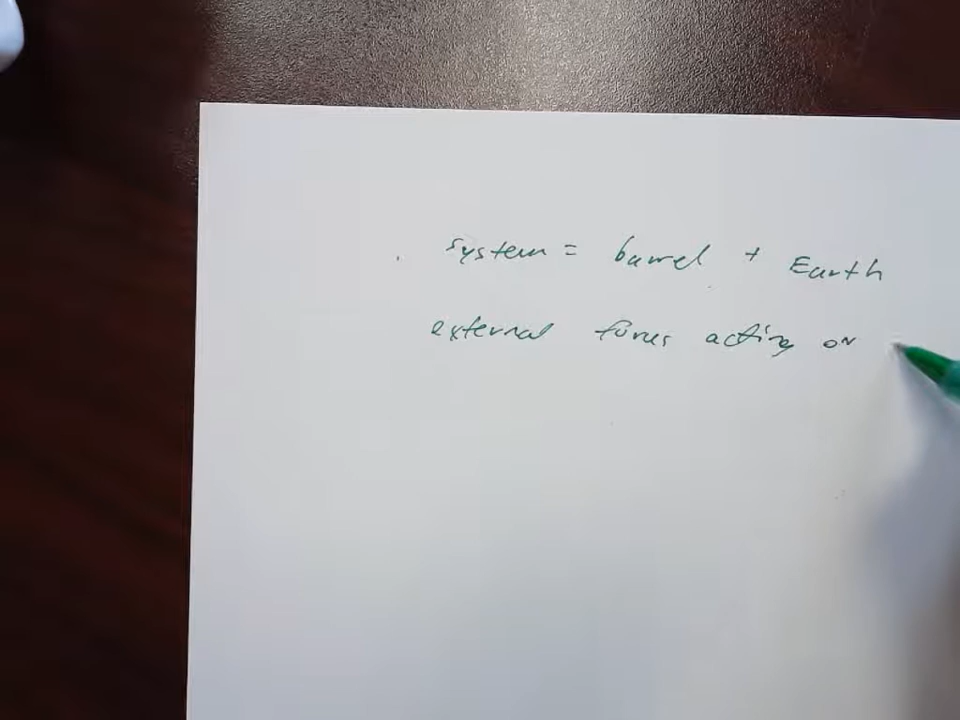 system = barrel + Earth
external forces acting on